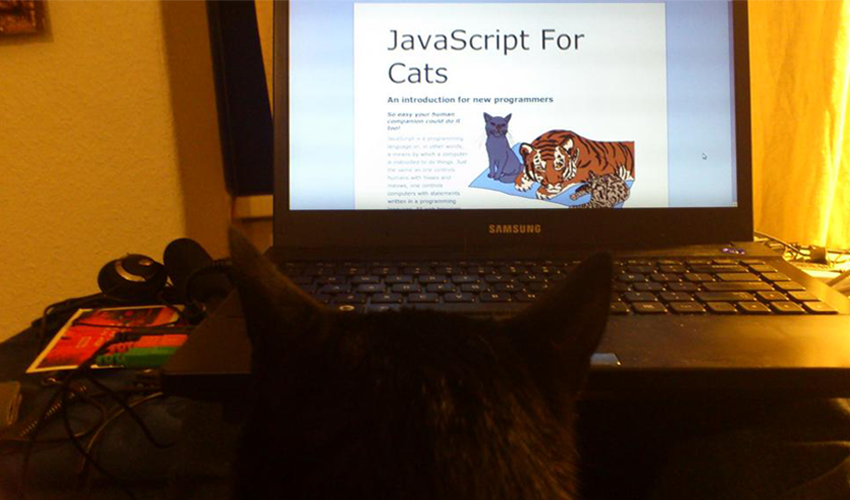 JavaScript For
Cats
An introduction for new programmers
So easy your human
companion could do it
too!
JavaScript is a programming
language or, in other words,
a means by which a computer
is instructed to do things. Just
the same as one controls
humans with hisses and
meows, one controls
computers with statements
written in a programming
SAMSUNG